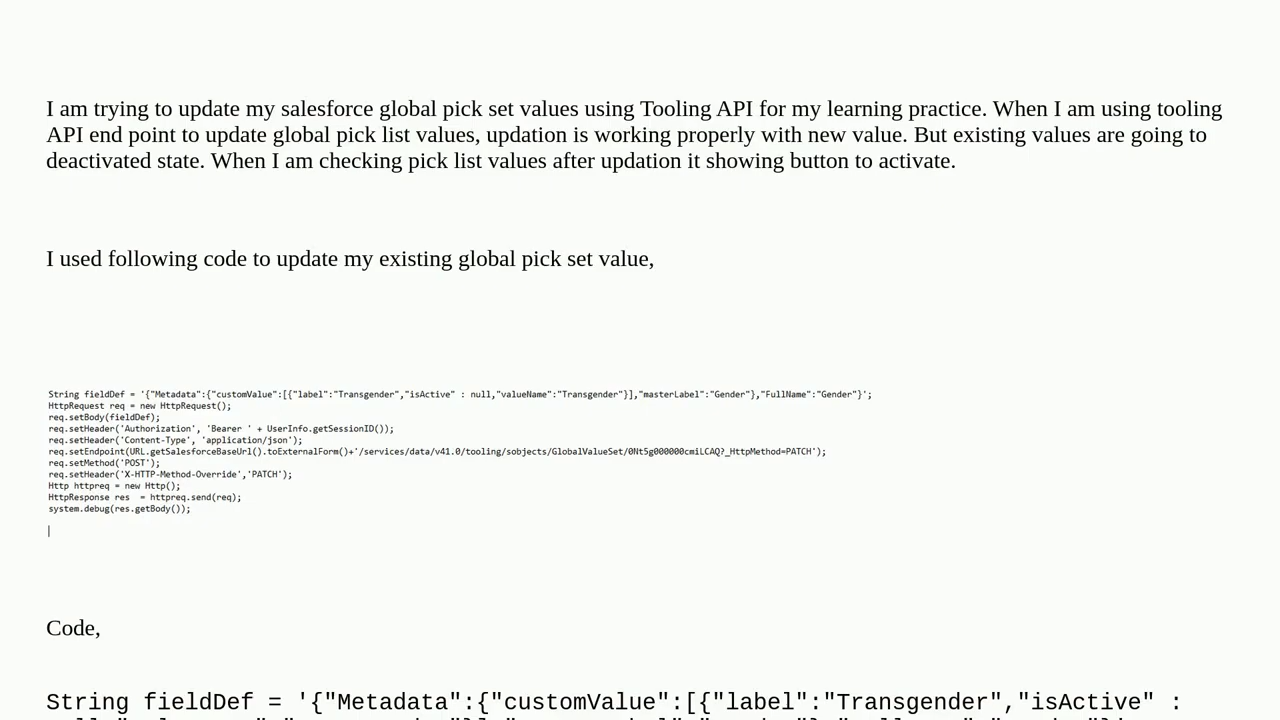 I am trying to update my salesforce global pick set values using Tooling API for my learning practice. When I am using tooling
API end point to update global pick list values, updation is working properly with new value. But existing values are going to
deactivated state. When I am checking pick list values after updation it showing button to activate.
I used following code to update my existing global pick set value,
String fieldDef = '{"Metadata":{"customValue":[{"label":"Transgender","isActive" : null,"valueName":"Transgender"}],"masterLabel":"Gender"},"FullName":"Gender"}';
HttpRequest req = new HttpRequest();
req.setBody(fieldDef);
req.setHeader('Authorization', 'Bearer ' + UserInfo.getSessionID());
req.setHeader('Content-Type', 'application/json');
req.setEndpoint(URL.getSalesforceBaseUrl().toExternalForm()+'/services/data/v41.0/tooling/sobjects/GlobalValueSet/0Nt5g000000cmiLCAQ?_HttpMethod=PATCH');
req.setMethod('POST');
req.setHeader('X-HTTP-Method-Override','PATCH');
Http httpreq = new Http();
HttpResponse res  = httpreq.send(req);
system.debug(res.getBody());
Code,
String fieldDef = '{"Metadata":{"customValue":[{"label":"Transgender","isActive" :